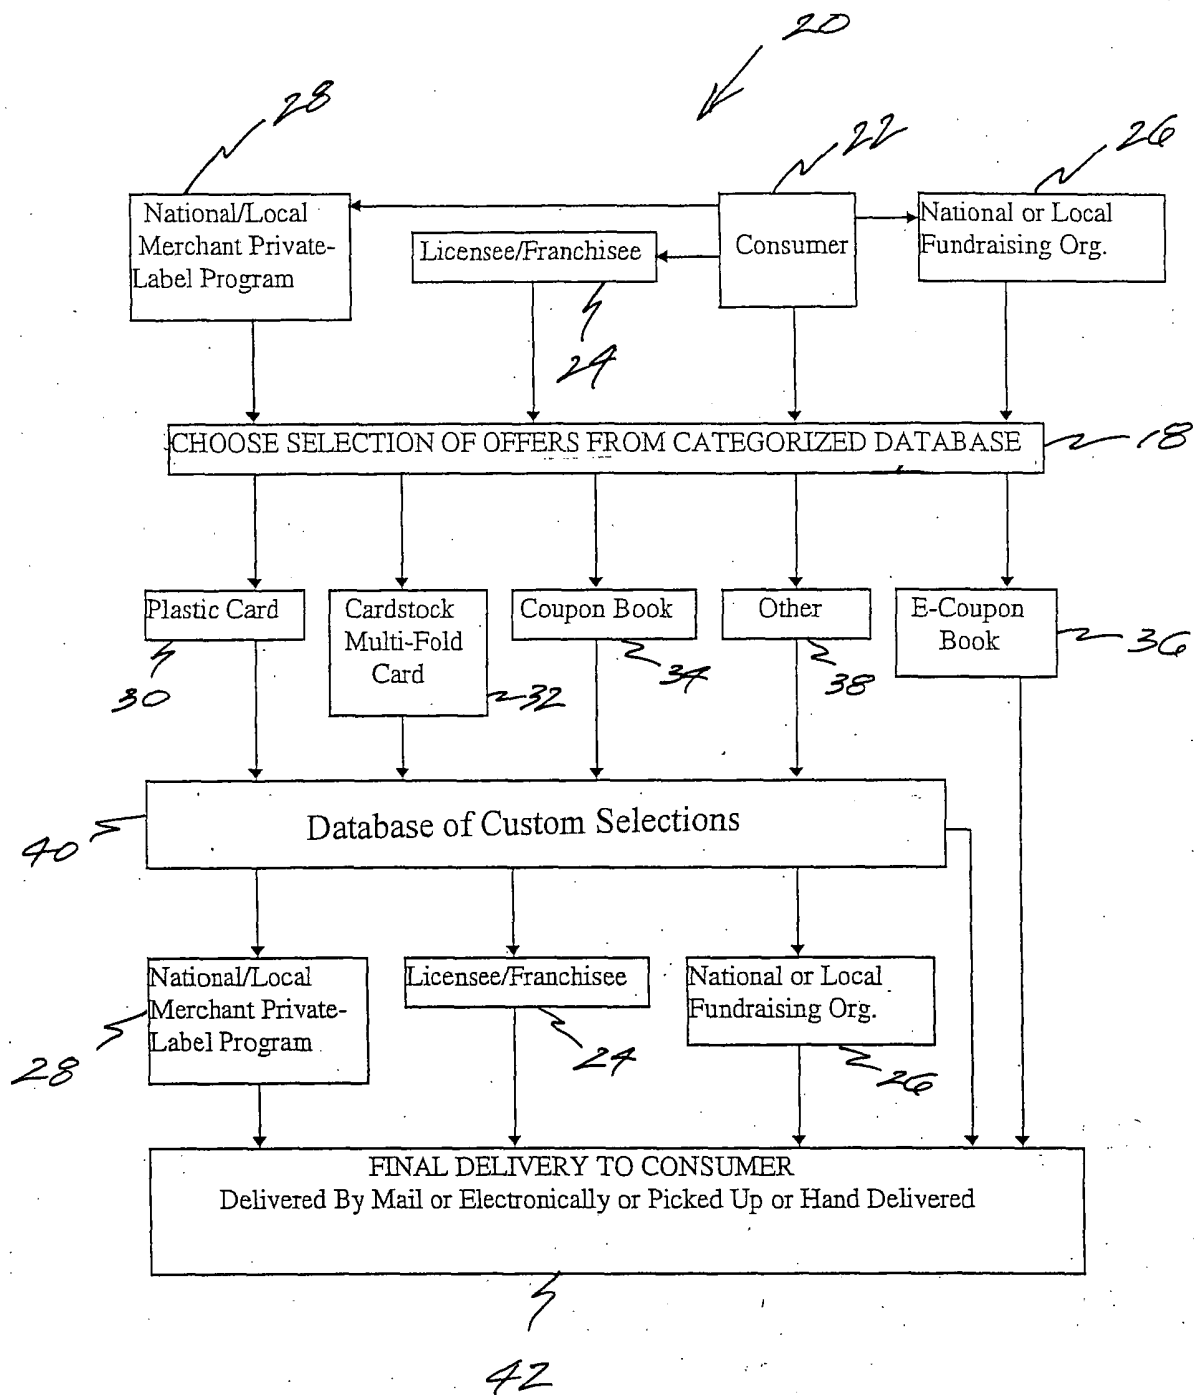 20
28
22
26
National/Local
Merchant Private-
Label Program
Licensee/Franchisee
Consumer
National or Local
Fundraising Org.
24
CHOOSE SELECTION OF OFFERS FROM CATEGORIZED DATABASE
18
Plastic Card
Cardstock
Multi-Fold
Card
Coupon Book
Other
E-Coupon
Book
30
32
34
38
36
Database of Custom Selections
40
National/Local
Merchant Private-
Label Program
Licensee/Franchisee
National or Local
Fundraising Org.
28
24
26
FINAL DELIVERY TO CONSUMER
Delivered By Mail or Electronically or Picked Up or Hand Delivered
42